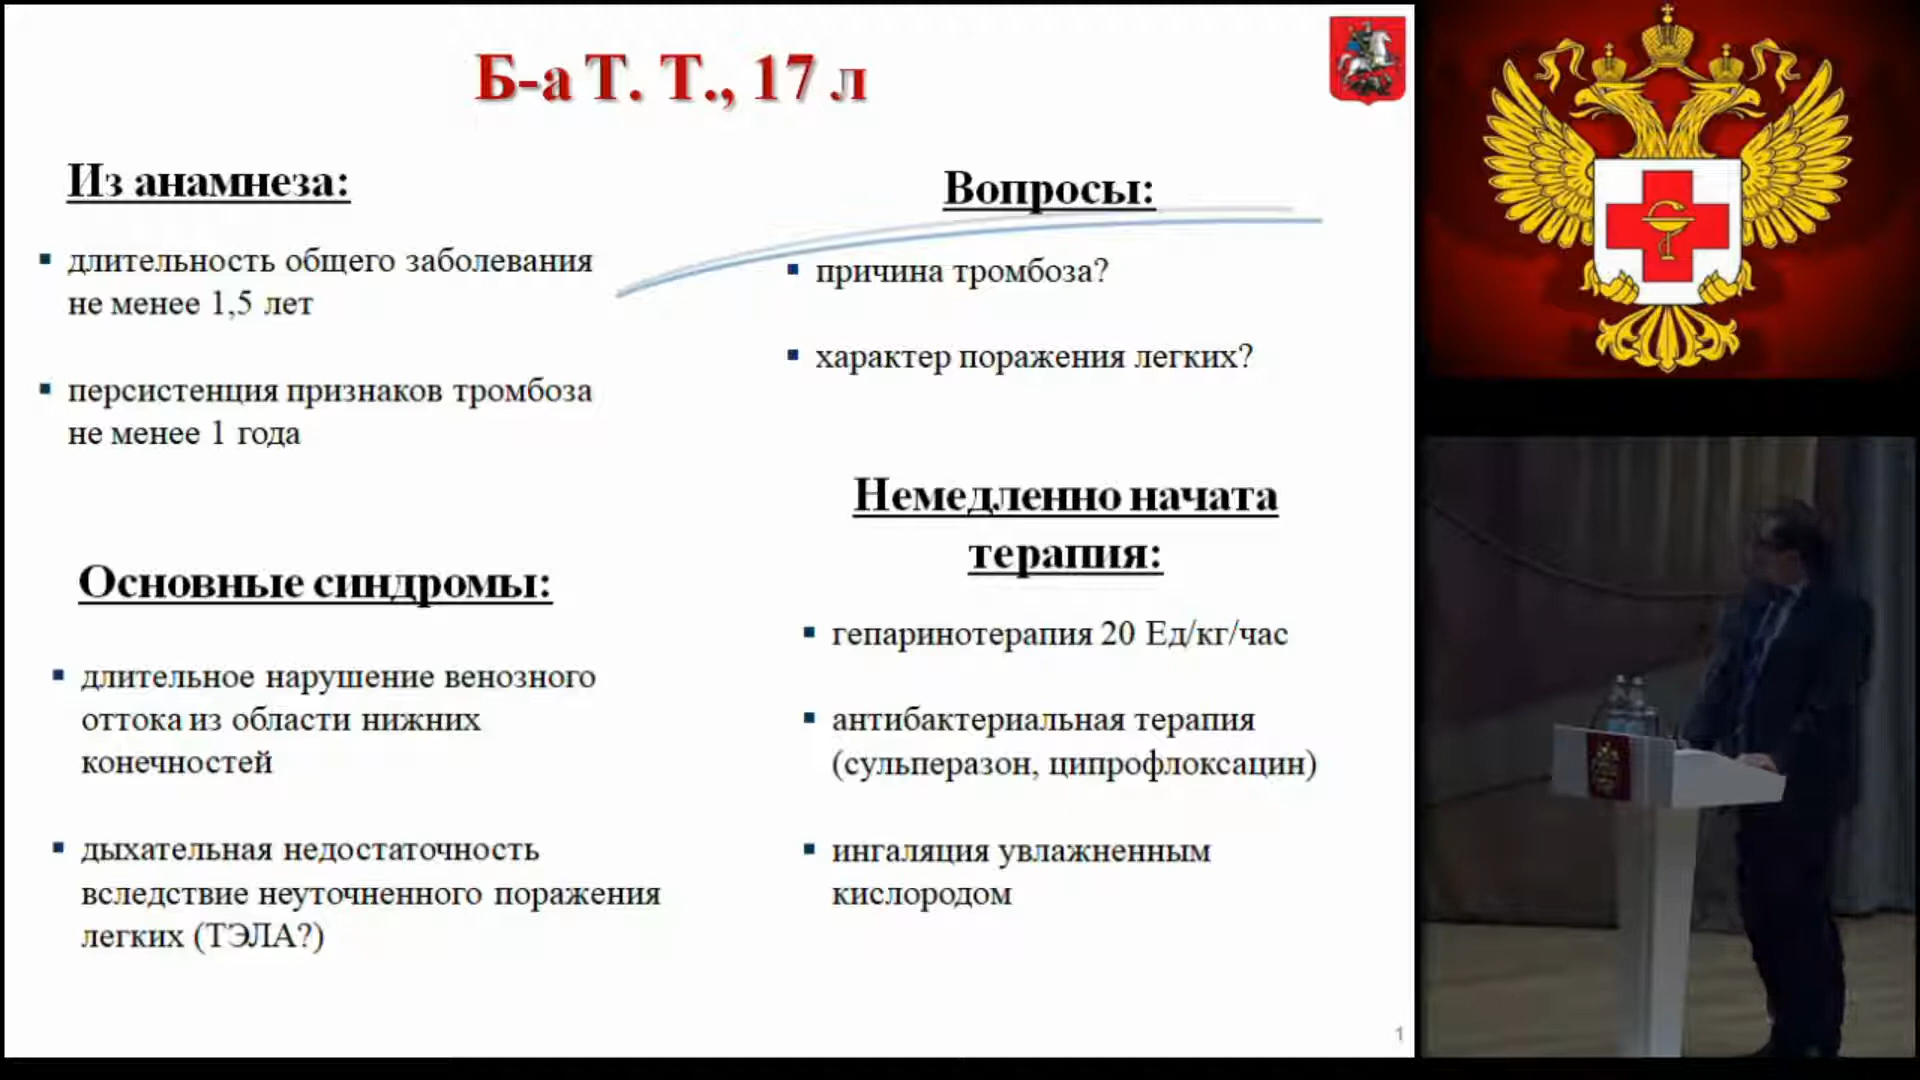 Б-а Т. Т., 17 л
Из анамнеза:
длительность общего заболевания
не менее 1,5 лет
персистенция признаков тромбоза
не менее 1 года
Основные синдромы:
длительное нарушение венозного
оттока из области нижних
конечностей
дыхательная недостаточность
вследствие неуточненного поражения
легких (ТЭЛА?)
Вопросы:
причина тромбоза?
характер поражения легких?
Немедленно начата
терапия:
гепаринотерапия 20 Ед/кг/час
антибактериальная терапия
(сульперазон, ципрофлоксацин)
ингаляция увлажненным
кислородом
1